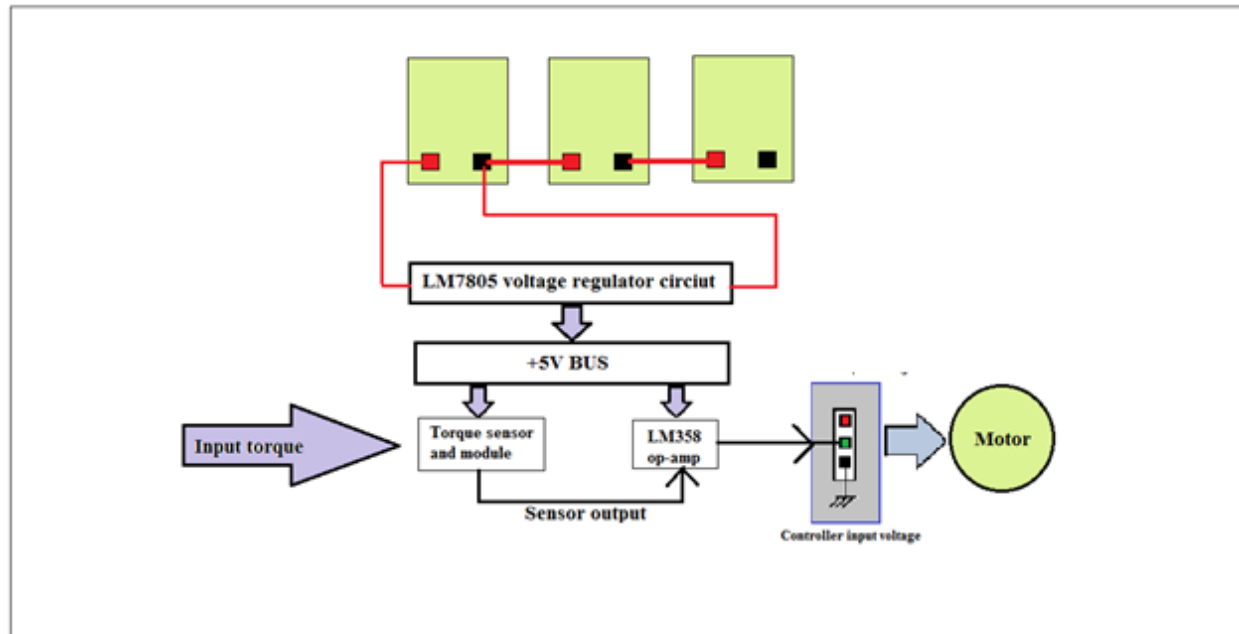 LM7805 voltage regulator circiut
+5V BUS
Input torque
Torque sensor
and module
LM358
op-amp
Motor
Sensor output
Controller input voltage